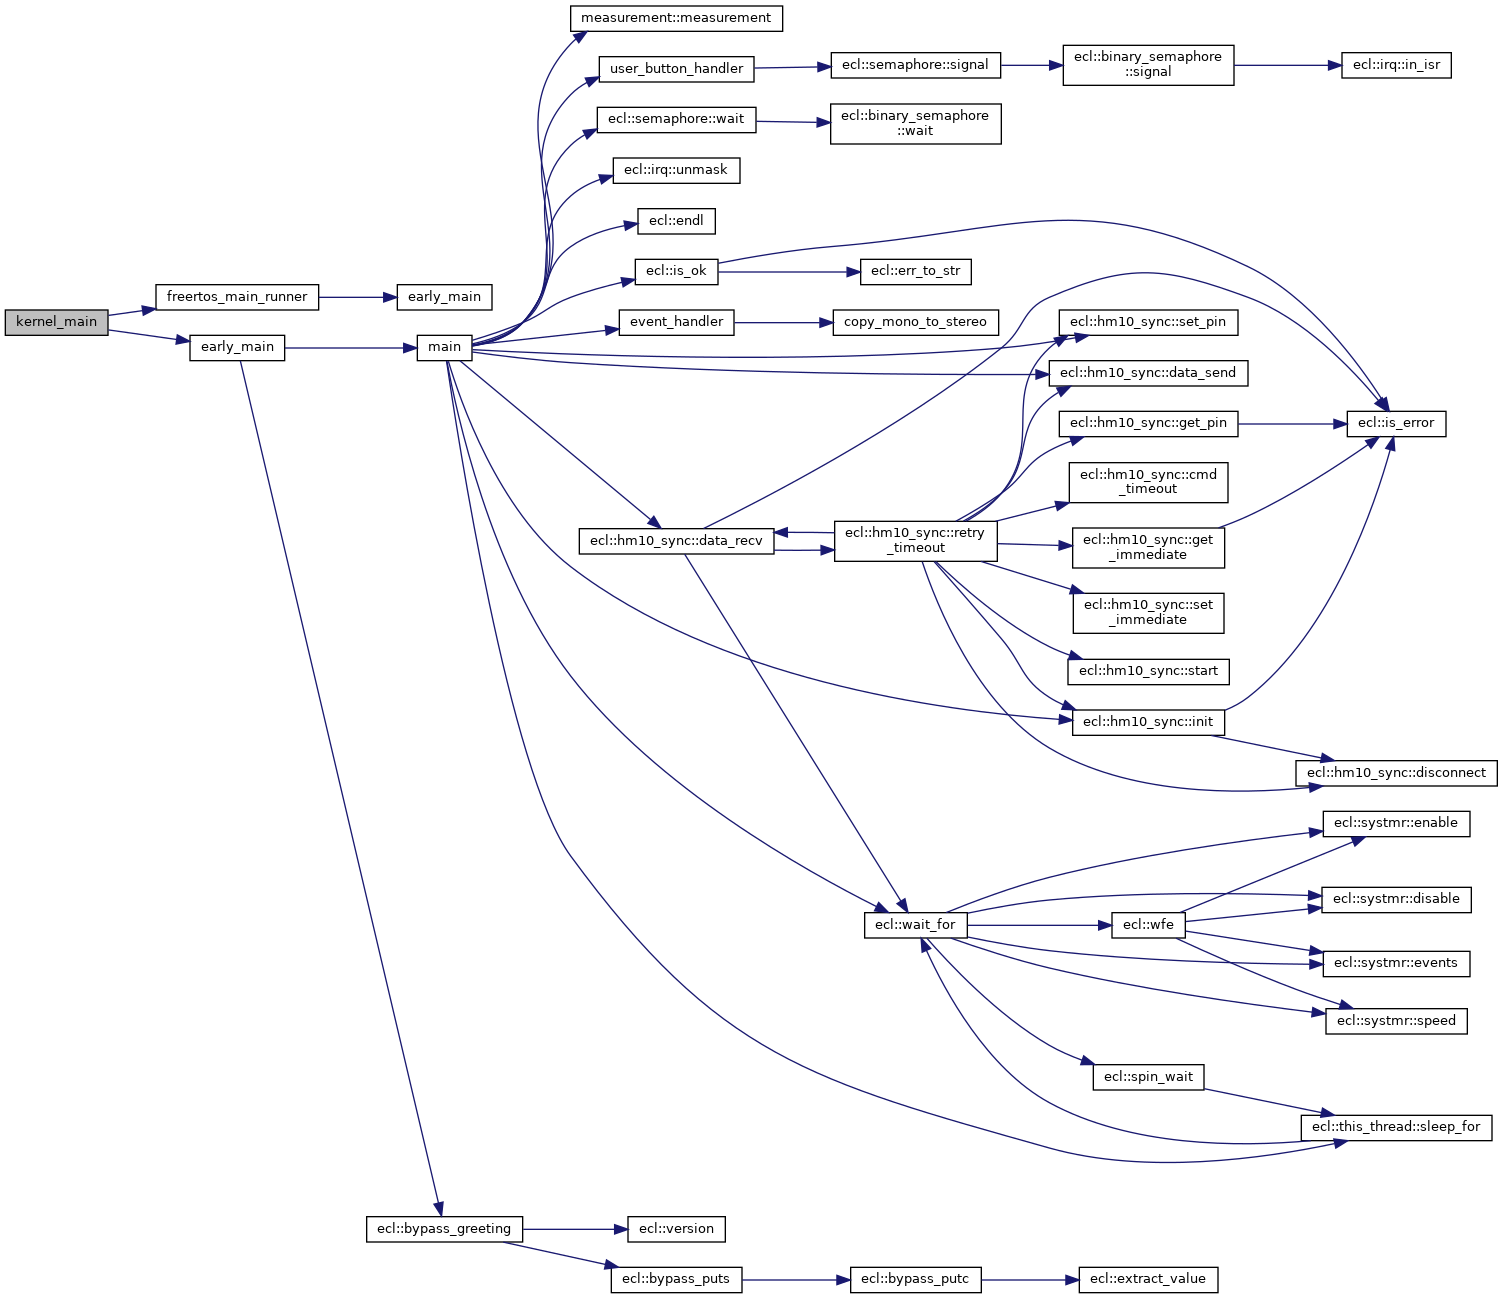 measurement::measurement
user_button_handler
ecl::semaphore::signal
ecl::binary_semaphore
::signal
ecl::irq::in_isr
ecl::semaphore::wait
ecl::binary_semaphore
::wait
ecl::irq::unmask
ecl::endl
ecl::is_ok
ecl::err_to_str
kernel_main
freertos_main_runner
early_main
early_main
main
event_handler
copy_mono_to_stereo
ecl::hm10_sync::set_pin
ecl::hm10_sync::data_send
ecl::hm10_sync::get_pin
ecl::is_error
ecl::hm10_sync::cmd
_timeout
ecl::hm10_sync::data_recv
ecl::hm10_sync::retry
_timeout
ecl::hm10_sync::get
_immediate
ecl::hm10_sync::set
_immediate
ecl::hm10_sync::start
ecl::hm10_sync::init
ecl::hm10_sync::disconnect
ecl::systmr::enable
ecl::systmr::disable
ecl::wait_for
ecl::wfe
ecl::systmr::events
ecl::systmr::speed
ecl::spin_wait
ecl::this_thread::sleep_for
ecl::bypass_greeting
ecl::version
ecl::bypass_puts
ecl::bypass_putc
ecl::extract_value